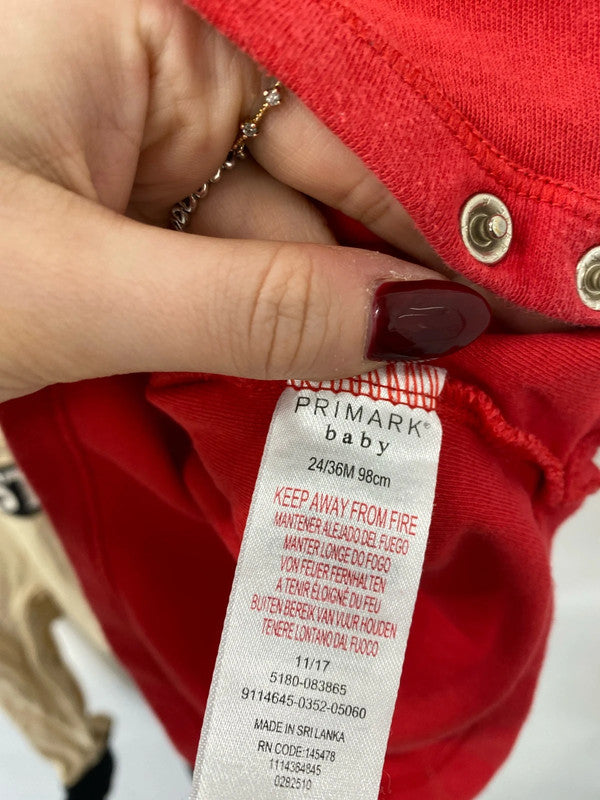 PRIMARK®
baby
24/36M 98cm
KEEP AWAY FROM FIRE
MANTENER ALEJADO DEL FUEGO
MANTER LONGE DO FOGO
VON FEUER FERNHALTEN
A TENIR ÉLOIGNÉ DU FEU
BUITEN BEREIK VAN VUUR HOUDEN
TENERE LONTANO DAL FUOCO
11/17
5180-083865
9114645-0352-05060
MADE IN SRI LANKA
RN CODE:145478
1114364845
0282510